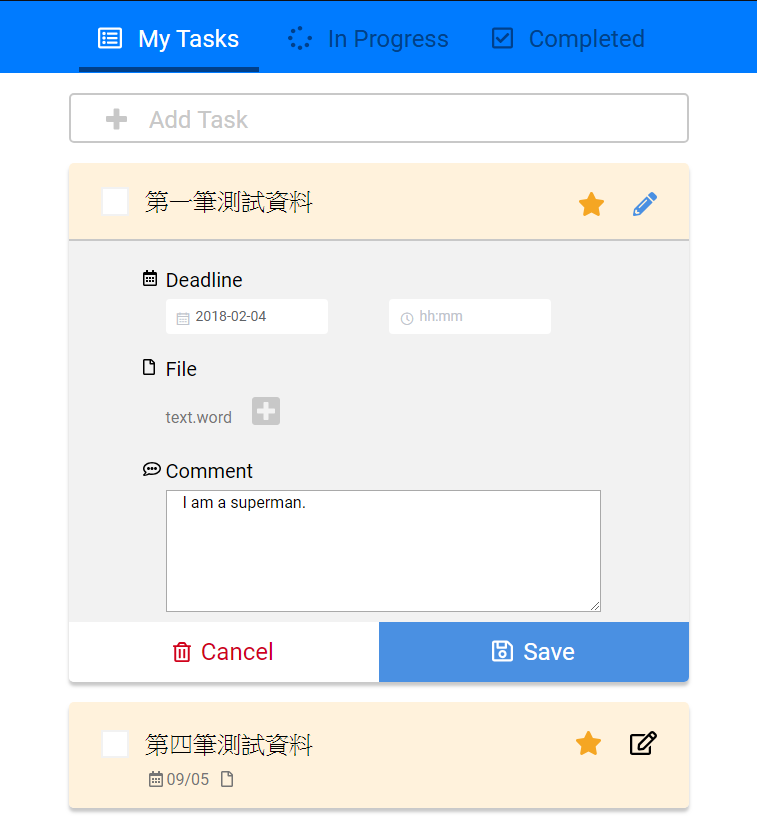 My Tasks In Progress Completed
Add Task
第一筆測試資料
Deadline
2018-02-04 hh:mm
File
text.word
Comment
I am a superman.
Cancel Save
第四筆測試資料
09/05